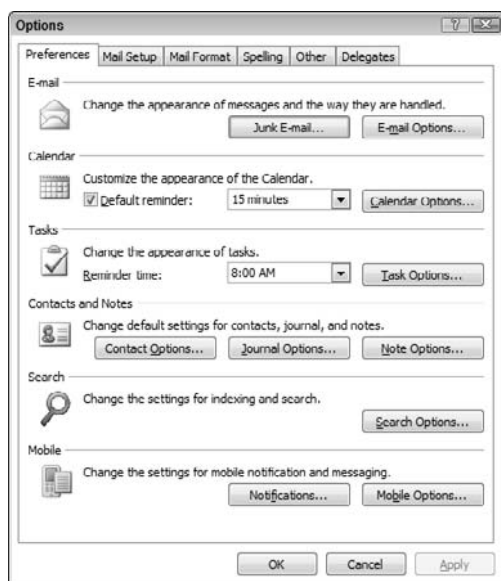 Options
Preferences Mail Setup Mail Format Spelling Other Delegates
E-mail
Change the appearance of messages and the way they are handled.
Junk E-mail... E-mail Options...
Calendar
Customize the appearance of the Calendar.
Default reminder: 15 minutes Calendar Options...
Tasks
Change the appearance of tasks.
Reminder time: 8:00 AM Task Options...
Contacts and Notes
Change default settings for contacts, journal, and notes.
Contact Options... Journal Options... Note Options...
Search
Change the settings for indexing and search.
Search Options...
Mobile
Change the settings for mobile notification and messaging.
Notifications... Mobile Options...
OK Cancel Apply